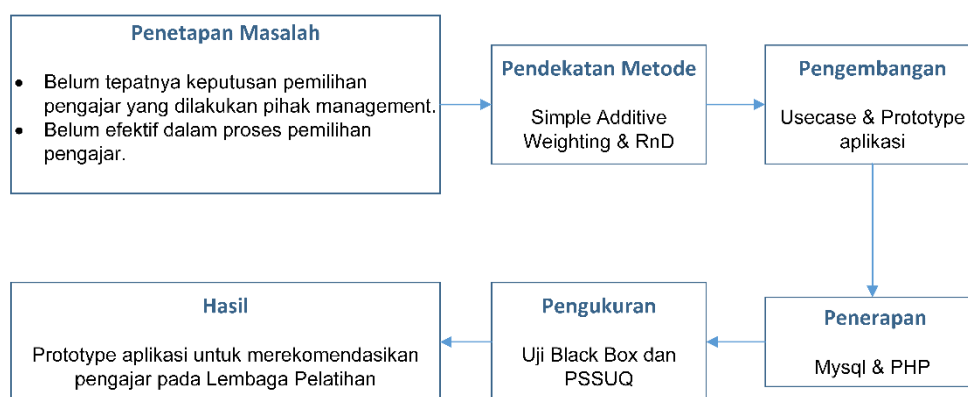 Penetapan Masalah
• Belum tepatnya keputusan pemilihan
pengajar yang dilakukan pihak management.
• Belum efektif dalam proses pemilihan
pengajar.
Pendekatan Metode
Simple Additive
Weighting & RnD
Pengembangan
Usecase & Prototype
aplikasi
Penerapan
Mysql & PHP
Pengukuran
Uji Black Box dan
PSSUQ
Hasil
Prototype aplikasi untuk merekomendasikan
pengajar pada Lembaga Pelatihan